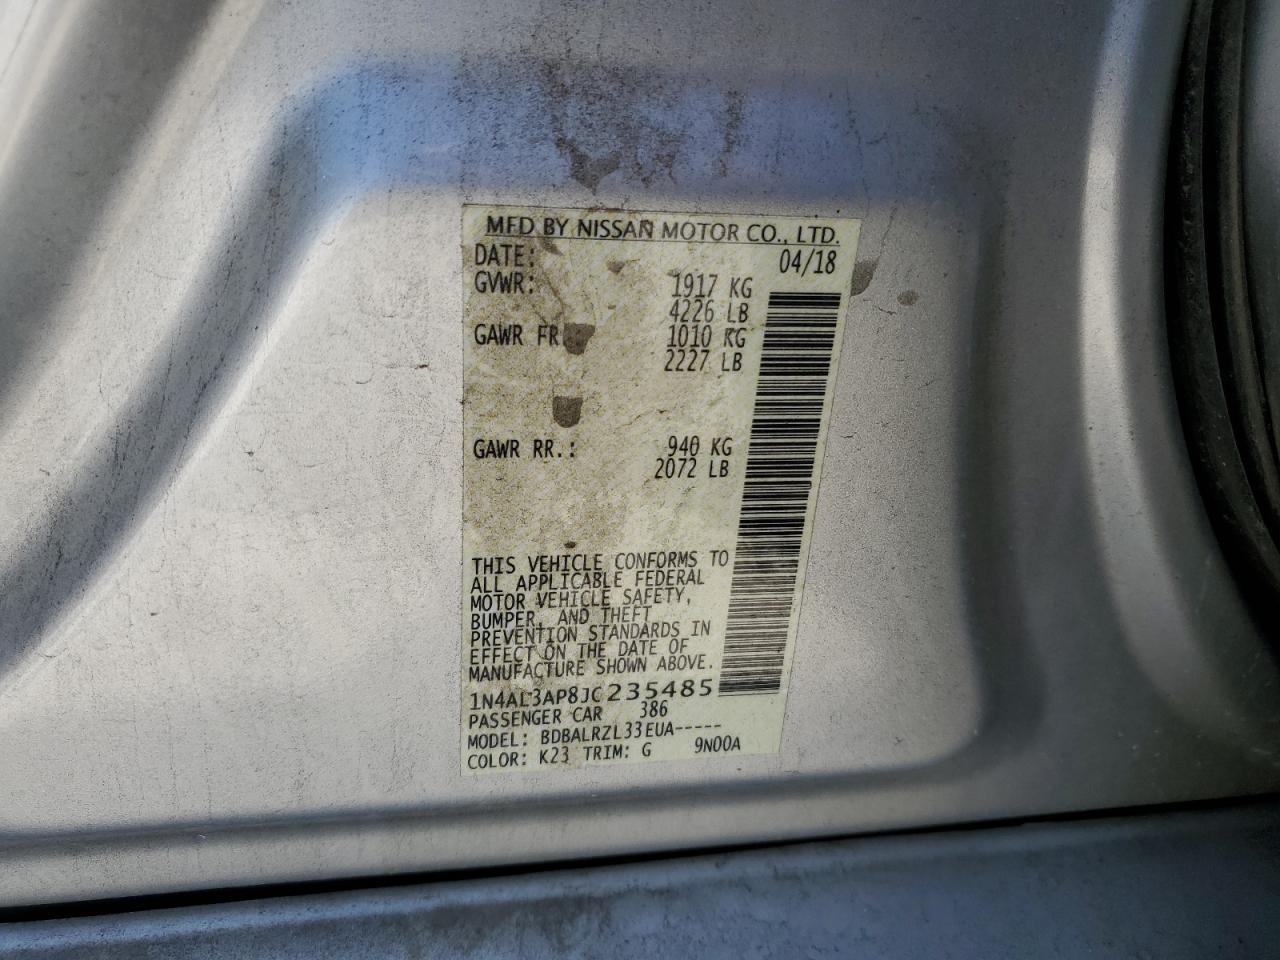 MFD BY NISSAN MOTOR CO., LTD.
DATE: 04/18
GVWR: 1917 KG
4226 LB
GAWR FR 1010 KG
2227 LB
GAWR RR.: 940 KG
2072 LB
THIS VEHICLE CONFORMS TO
ALL APPLICABLE FEDERAL
MOTOR VEHICLE SAFETY,
BUMPER, AND THEFT
PREVENTION STANDARDS IN
EFFECT ON THE DATE OF
MANUFACTURE SHOWN ABOVE.
1N4AL3AP8JC235485
PASSENGER CAR 386
MODEL: BDBALRZL33EUA-----
COLOR: K23 TRIM: G 9N00A